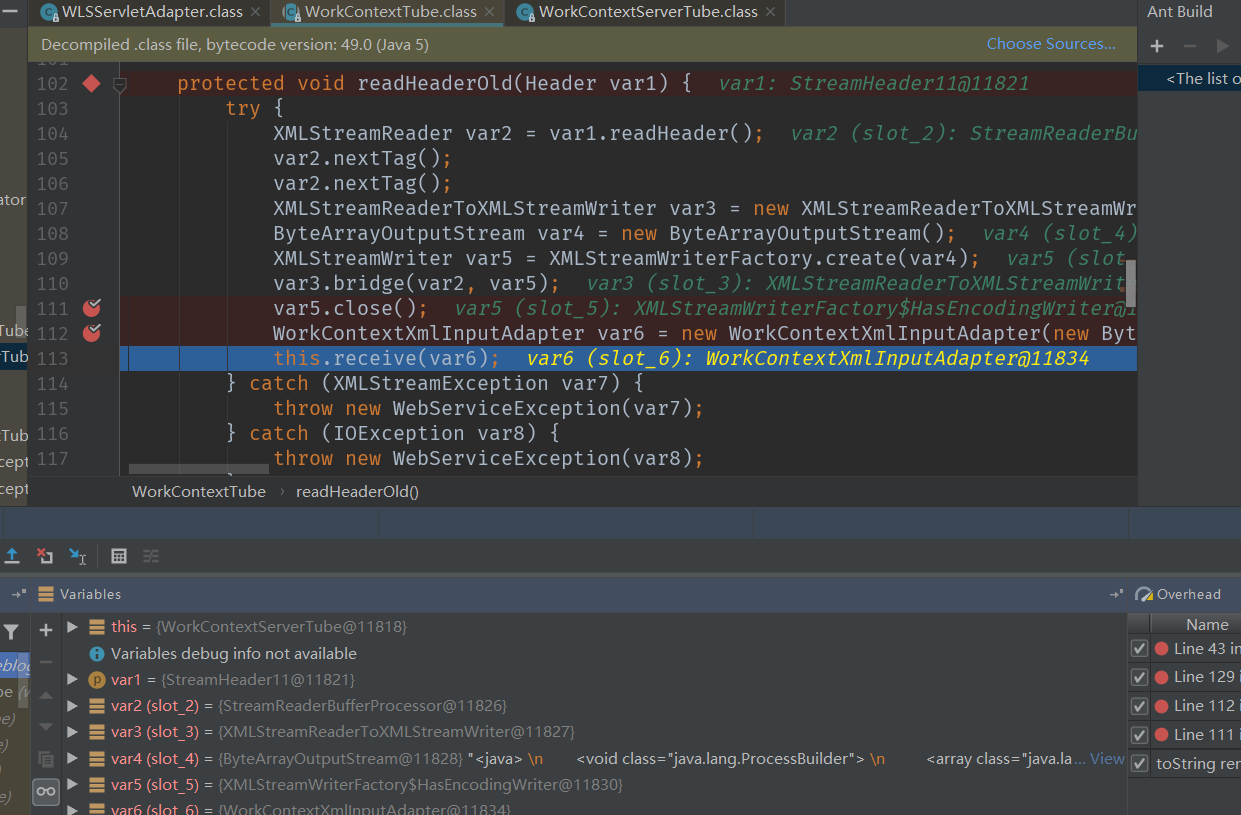 WLSServletAdapter.class × WorkContextTube.class × WorkContextServerTube.class × Ant Build
Decompiled .class file, bytecode version: 49.0 (Java 5) Choose Sources...
<The list o
102 protected void readHeaderOld(Header var1) { var1: StreamHeader11@11821
103 try {
104 XMLStreamReader var2 = var1.readHeader(); var2 (slot_2): StreamReaderBu
105 var2.nextTag();
106 var2.nextTag();
107 XMLStreamReaderToXMLStreamWriter var3 = new XMLStreamReaderToXMLStreamWr
108 ByteArrayOutputStream var4 = new ByteArrayOutputStream(); var4 (slot_4)
109 XMLStreamWriter var5 = XMLStreamWriterFactory.create(var4); var5 (slot
110 var3.bridge(var2, var5); var3 (slot_3): XMLStreamReaderToXMLStreamWrit
111 var5.close(); var5 (slot_5): XMLStreamWriterFactory$HasEncodingWriter@1
112 WorkContextXmlInputAdapter var6 = new WorkContextXmlInputAdapter(new Byt
113 this.receive(var6); var6 (slot_6): WorkContextXmlInputAdapter@11834
114 } catch (XMLStreamException var7) {
115 throw new WebServiceException(var7);
116 } catch (IOException var8) {
117 throw new WebServiceException(var8);
WorkContextTube › readHeaderOld()
Variables Overhead
Name
this = {WorkContextServerTube@11818}
Variables debug info not available
var1 = {StreamHeader11@11821}
var2 (slot_2) = {StreamReaderBufferProcessor@11826}
var3 (slot_3) = {XMLStreamReaderToXMLStreamWriter@11827}
var4 (slot_4) = {ByteArrayOutputStream@11828} "<java> \n <void class="java.lang.ProcessBuilder"> \n <array class="java.la... View
var5 (slot_5) = {XMLStreamWriterFactory$HasEncodingWriter@11830}
var6 (slot_6) = {WorkContextXmlInputAdapter@11834}
Line 43 in
Line 129 i
Line 112 i
Line 111 i
toString ren